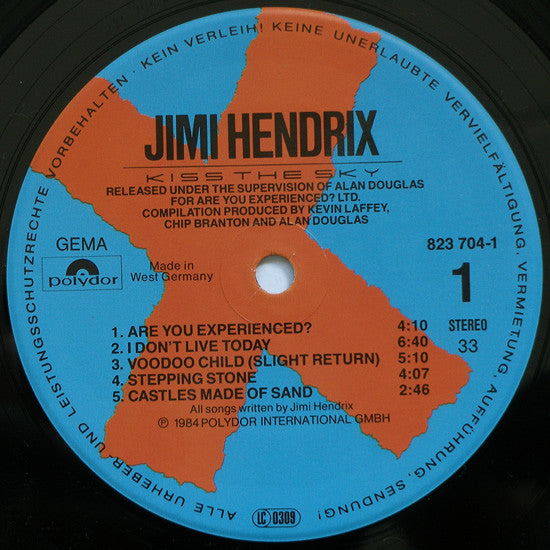 ALLE URHEBER- UND LEISTUNGSSCHUTZRECHTE VORBEHALTEN · KEIN VERLEIH! KEINE UNERLAUBTE VERVIELFÄLTIGUNG, VERMIETUNG, AUFFÜHRUNG, SENDUNG!
JIMI HENDRIX
KISS THE SKY
RELEASED UNDER THE SUPERVISION OF ALAN DOUGLAS
FOR ARE YOU EXPERIENCED? LTD.
COMPILATION PRODUCED BY KEVIN LAFFEY,
CHIP BRANTON AND ALAN DOUGLAS
GEMA
823 704-1
polydor
Made in
West Germany
1
STEREO
33
1. ARE YOU EXPERIENCED? 4:10
2. I DON'T LIVE TODAY 6:40
3. VOODOO CHILD (SLIGHT RETURN) 5:10
4. STEPPING STONE 4:07
5. CASTLES MADE OF SAND 2:46
All songs written by Jimi Hendrix
℗ 1984 POLYDOR INTERNATIONAL GMBH
LC 0309